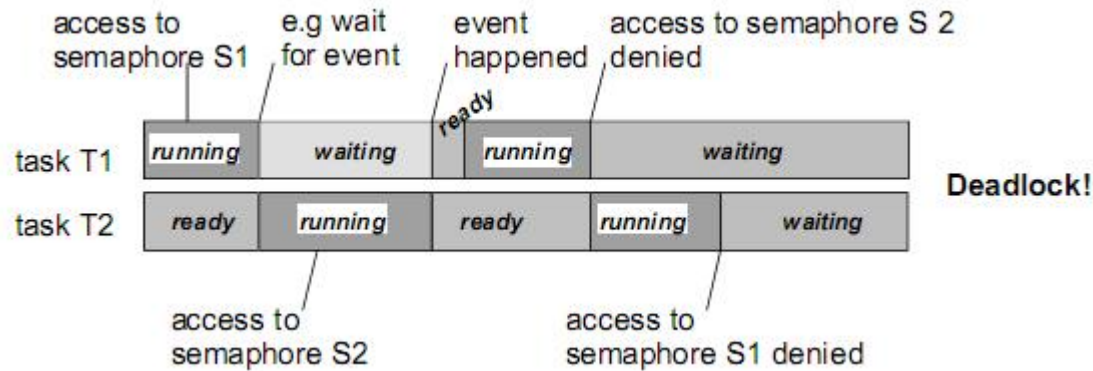 access to
semaphore S1
e.g wait
for event
event
happened
access to semaphore S 2
denied
ready
task T1
running
waiting
running
waiting
Deadlock!
task T2
ready
running
ready
running
waiting
access to
semaphore S2
access to
semaphore S1 denied